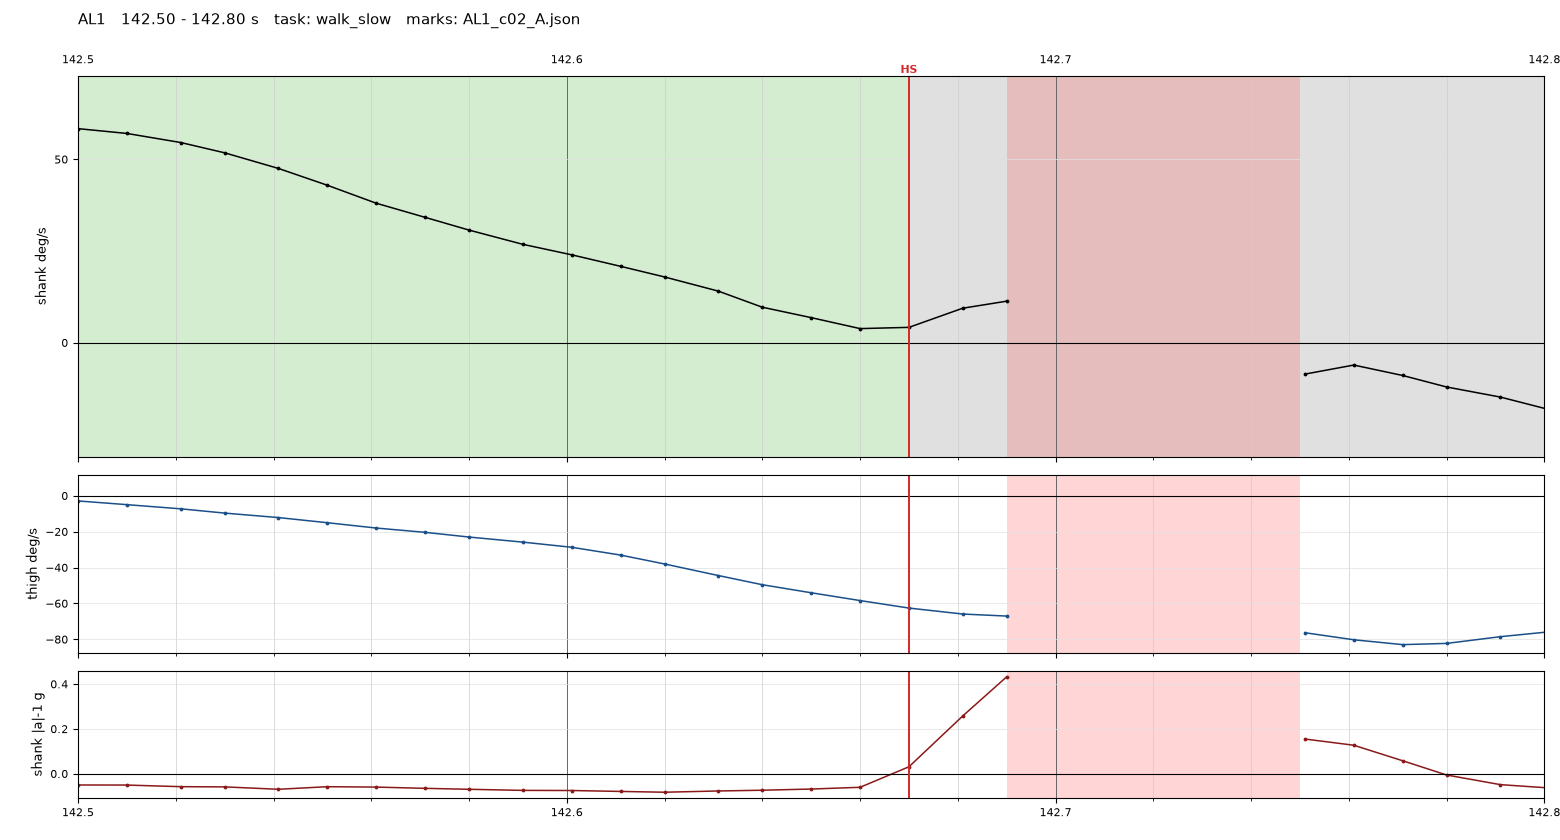 AL1   142.50 - 142.80 s   task: walk_slow   marks: AL1_c02_A.json
142.5 142.6 142.7 142.8
HS
50
0
shank deg/s
0
−20
−40
−60
−80
thigh deg/s
0.4
0.2
0.0
shank |a|-1 g
142.5 142.6 142.7 142.8